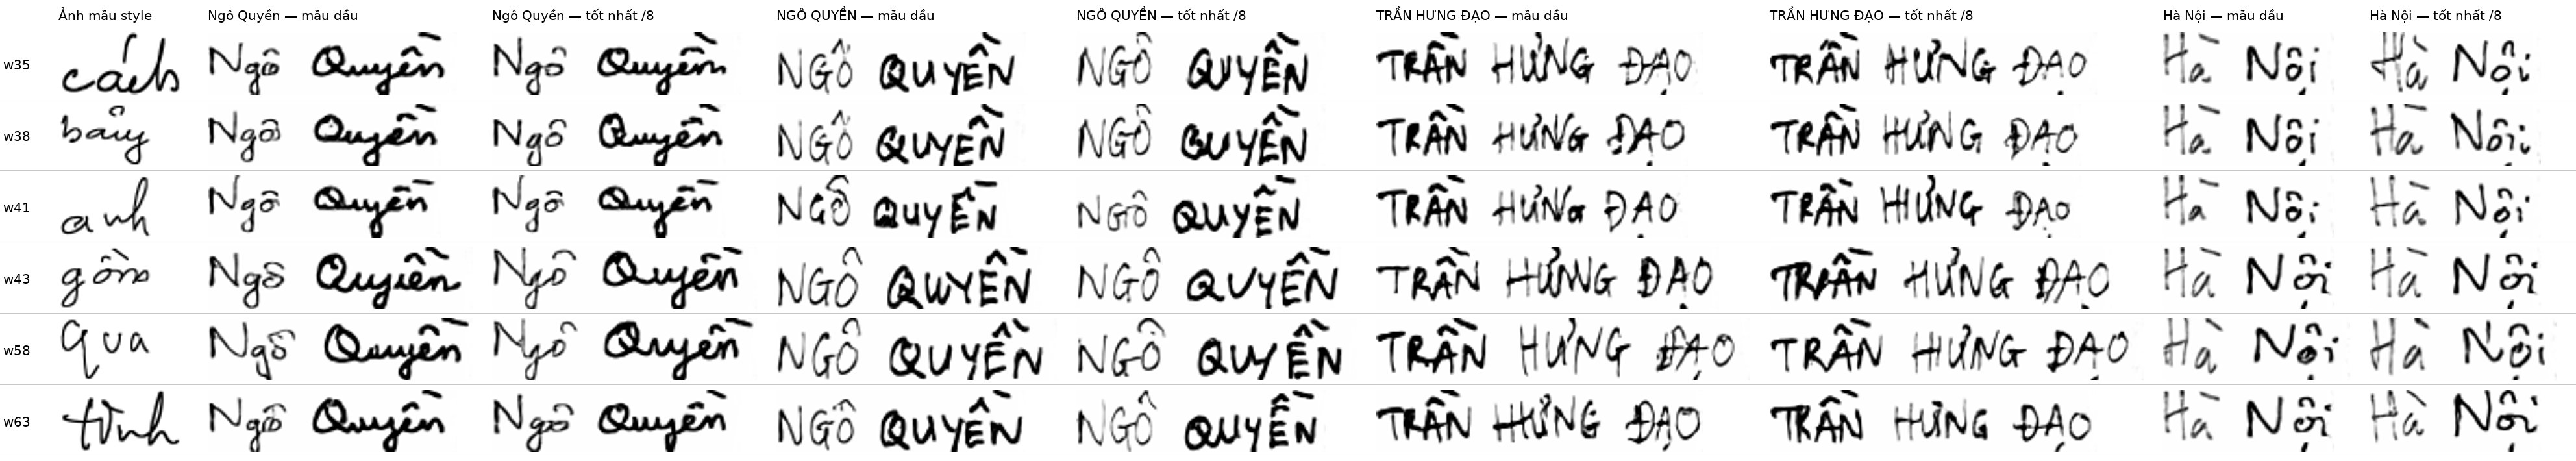 Ảnh mẫu style Ngô Quyền — mẫu đầu Ngô Quyền — tốt nhất /8 NGÔ QUYỀN — mẫu đầu NGÔ QUYỀN — tốt nhất /8 TRẦN HƯNG ĐẠO — mẫu đầu TRẦN HƯNG ĐẠO — tốt nhất /8 Hà Nội — mẫu đầu Hà Nội — tốt nhất /8
w35 cách Ngô Quyền Ngô Quyền NGÔ QUYỀN NGÔ QUYỀN TRẦN HƯNG ĐẠO TRẦN HƯNG ĐẠO Hà Nội Hà Nội
w38 bẩy Ngô Quyền Ngô Quyền NGÔ QUYỀN NGÔ QUYỀN TRẦN HƯNG ĐẠO TRẦN HƯNG ĐẠO Hà Nội Hà Nội
w41 anh Ngô Quyền Ngô Quyền NGÔ QUYỀN NGÔ QUYỀN TRẦN HƯNG ĐẠO TRẦN HƯNG ĐẠO Hà Nội Hà Nội
w43 gồm Ngô Quyền Ngô Quyền NGÔ QUYỀN NGÔ QUYỀN TRẦN HƯNG ĐẠO TRẦN HƯNG ĐẠO Hà Nội Hà Nội
w58 qua Ngô Quyền Ngô Quyền NGÔ QUYỀN NGÔ QUYỀN TRẦN HƯNG ĐẠO TRẦN HƯNG ĐẠO Hà Nội Hà Nội
w63 tình Ngô Quyền Ngô Quyền NGÔ QUYỀN NGÔ QUYỀN TRẦN HƯNG ĐẠO TRẦN HƯNG ĐẠO Hà Nội Hà Nội